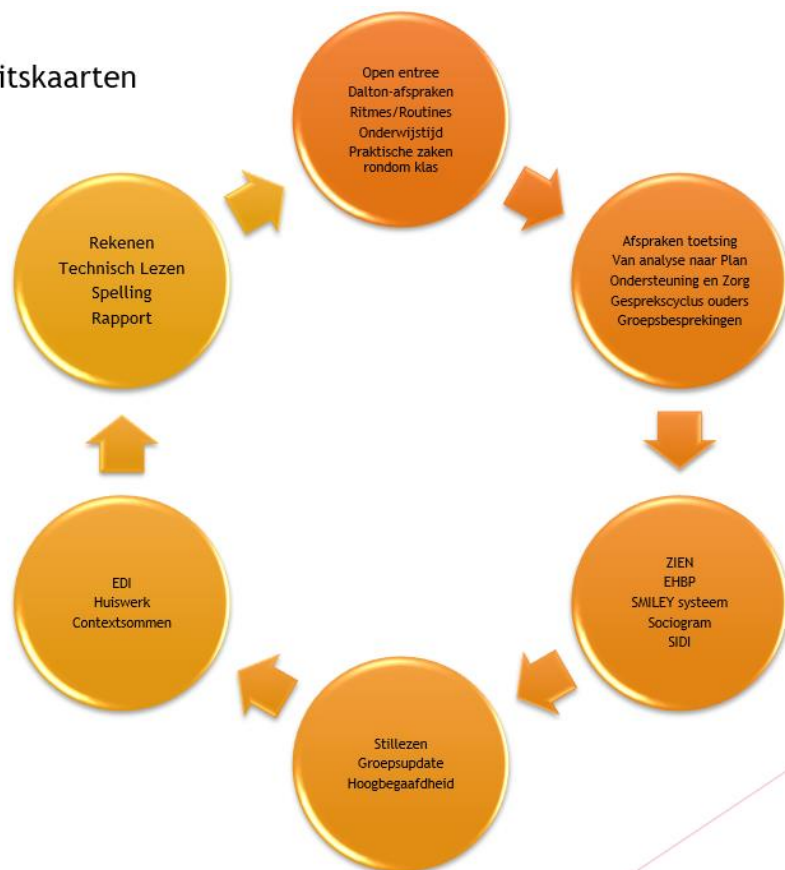 itskaarten
Open entree
Dalton-afspraken
Ritmes/Routines
Onderwijstijd
Praktische zaken
rondom klas
Afspraken toetsing
Van analyse naar Plan
Ondersteuning en Zorg
Gesprekscyclus ouders
Groepsbesprekingen
ZIEN
EHBP
SMILEY systeem
Sociogram
SIDI
Stillezen
Groepsupdate
Hoogbegaafdheid
EDI
Huiswerk
Contextsommen
Rekenen
Technisch Lezen
Spelling
Rapport